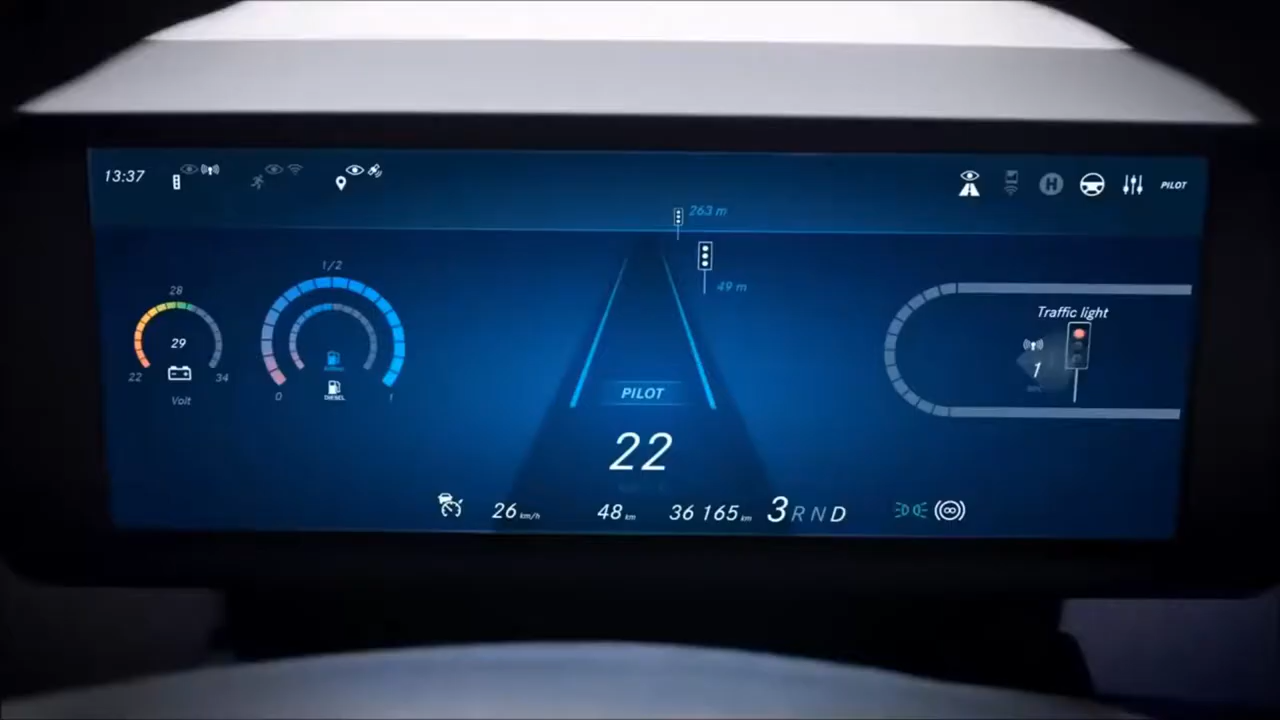 13:37
H
PILOT
263 m
49 m
28
29
22
34
Volt
1/2
0
1
DIESEL
Traffic light
1
PILOT
22
26 km/h
48 km
36 165 km
3 R N D